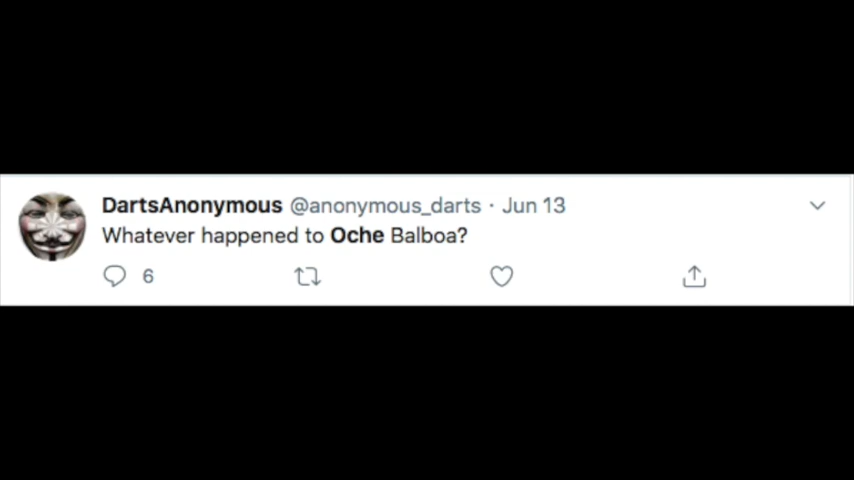 DartsAnonymous @anonymous_darts · Jun 13
Whatever happened to Oche Balboa?
6